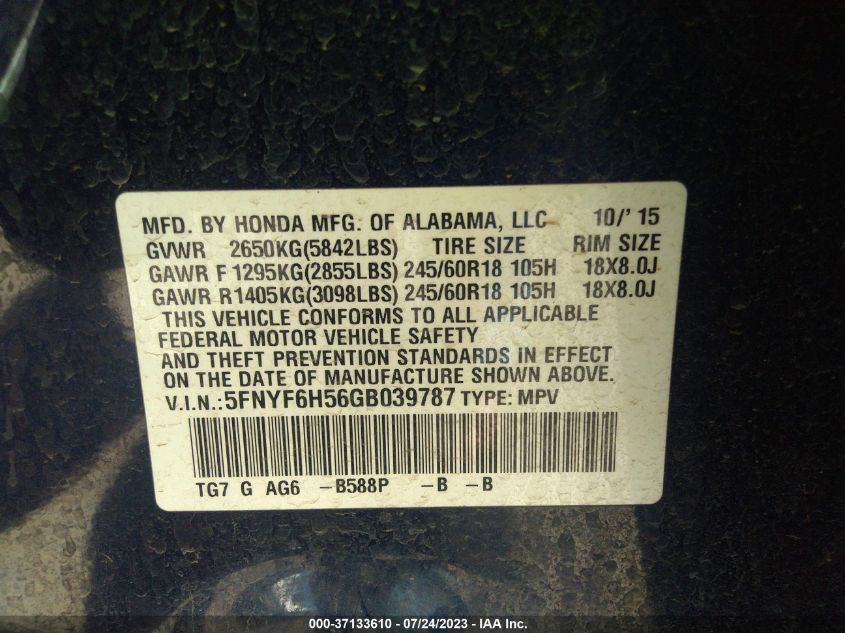 MFD. BY HONDA MFG. OF ALABAMA, LLC 10/'15
GVWR 2650KG(5842LBS) TIRE SIZE RIM SIZE
GAWR F 1295KG(2855LBS) 245/60R18 105H 18X8.0J
GAWR R1405KG(3098LBS) 245/60R18 105H 18X8.0J
THIS VEHICLE CONFORMS TO ALL APPLICABLE
FEDERAL MOTOR VEHICLE SAFETY
AND THEFT PREVENTION STANDARDS IN EFFECT
ON THE DATE OF MANUFACTURE SHOWN ABOVE.
V.I.N.:5FNYF6H56GB039787 TYPE: MPV
TG7 G AG6 –B588P –B –B
000-37133610 - 07/24/2023 - IAA Inc.